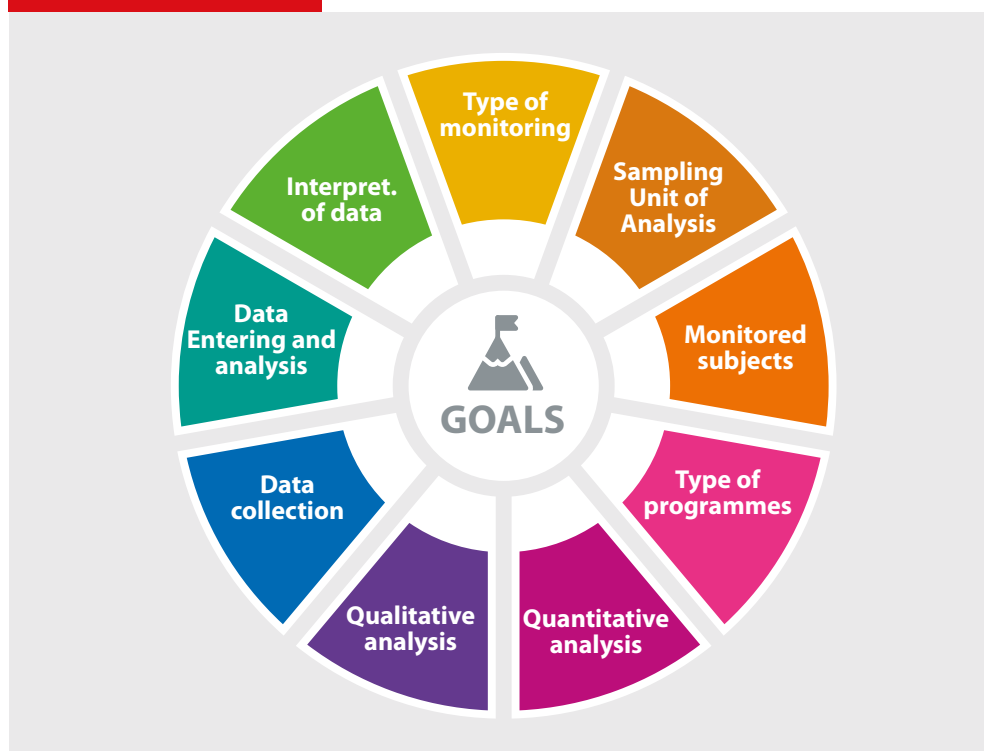 Type of
monitoring
Sampling
Unit of
Analysis
Monitored
subjects
Type of
programmes
Quantitative
analysis
Qualitative
analysis
Data
collection
Data
Entering and
analysis
Interpret.
of data
GOALS